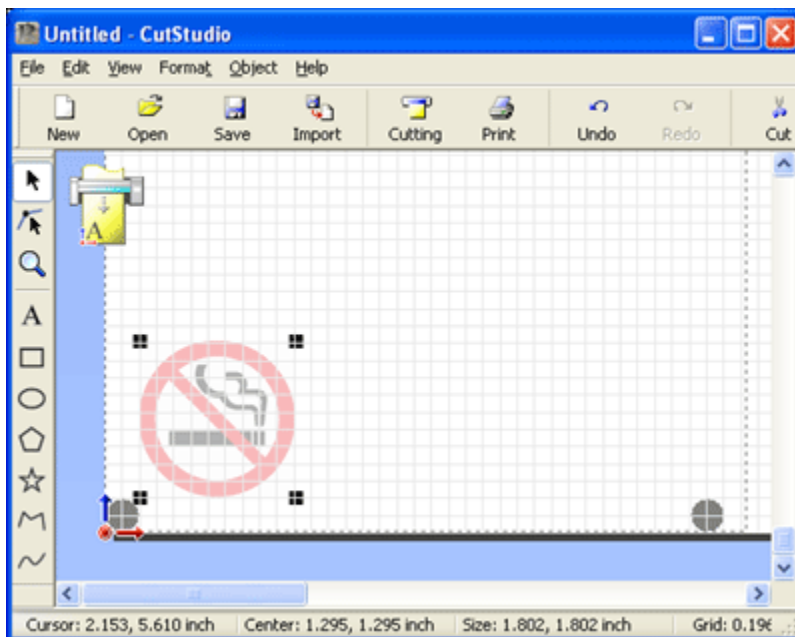 Untitled - CutStudio
File Edit View Format Object Help
New Open Save Import Cutting Print Undo Redo Cut
A
A
Cursor: 2.153, 5.610 inch Center: 1.295, 1.295 inch Size: 1.802, 1.802 inch Grid: 0.196